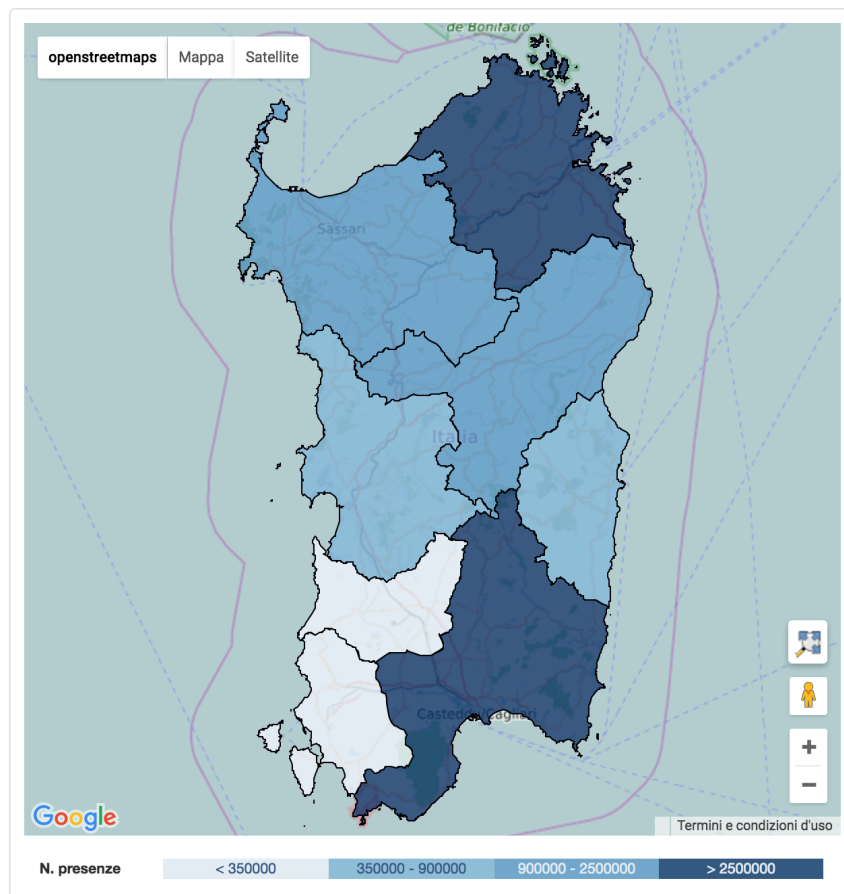 de Bonifacio
openstreetmaps Mappa Satellite
Sassari
Italia
Casteddu/Cagliari
Google
Termini e condizioni d'uso
N. presenze < 350000 350000 - 900000 900000 - 2500000 > 2500000